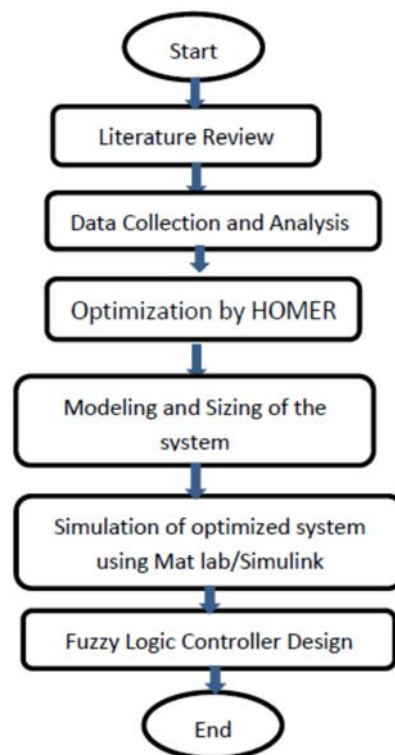 Start
Literature Review
Data Collection and Analysis
Optimization by HOMER
Modeling and Sizing of the
system
Simulation of optimized system
using Mat lab/Simulink
Fuzzy Logic Controller Design
End